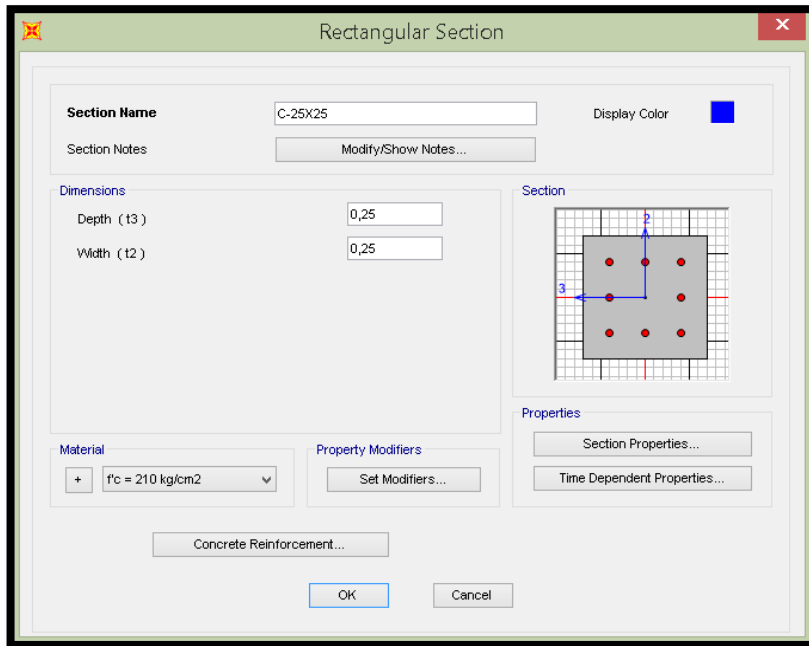 Rectangular Section
Section Name
C-25X25
Display Color
Section Notes
Modify/Show Notes...
Dimensions
Depth ( t3 )
0,25
Width ( t2 )
0,25
Section
2
3
Properties
Section Properties...
Time Dependent Properties...
Material
+
f'c = 210 kg/cm2
Property Modifiers
Set Modifiers...
Concrete Reinforcement...
OK
Cancel